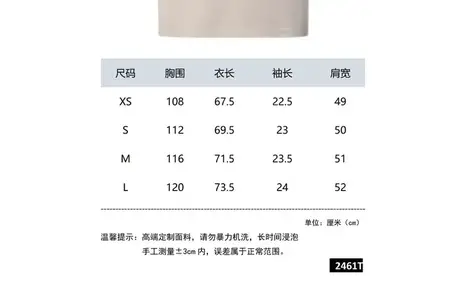 尺码 胸围 衣长 袖长 肩宽
XS 108 67.5 22.5 49
S 112 69.5 23 50
M 116 71.5 23.5 51
L 120 73.5 24 52
单位：厘米（cm）
温馨提示：高端定制面料，请勿暴力机洗，长时间浸泡
手工测量±3cm内，误差属于正常范围。
2461T